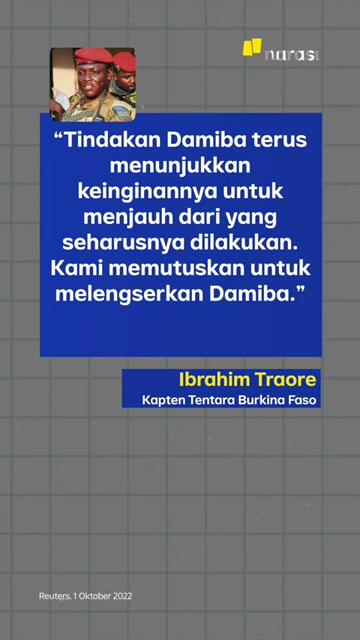 narasi
“Tindakan Damiba terus
menunjukkan
keinginannya untuk
menjauh dari yang
seharusnya dilakukan.
Kami memutuskan untuk
melengserkan Damiba.”
Ibrahim Traore
Kapten Tentara Burkina Faso
Reuters. 1 Oktober 2022